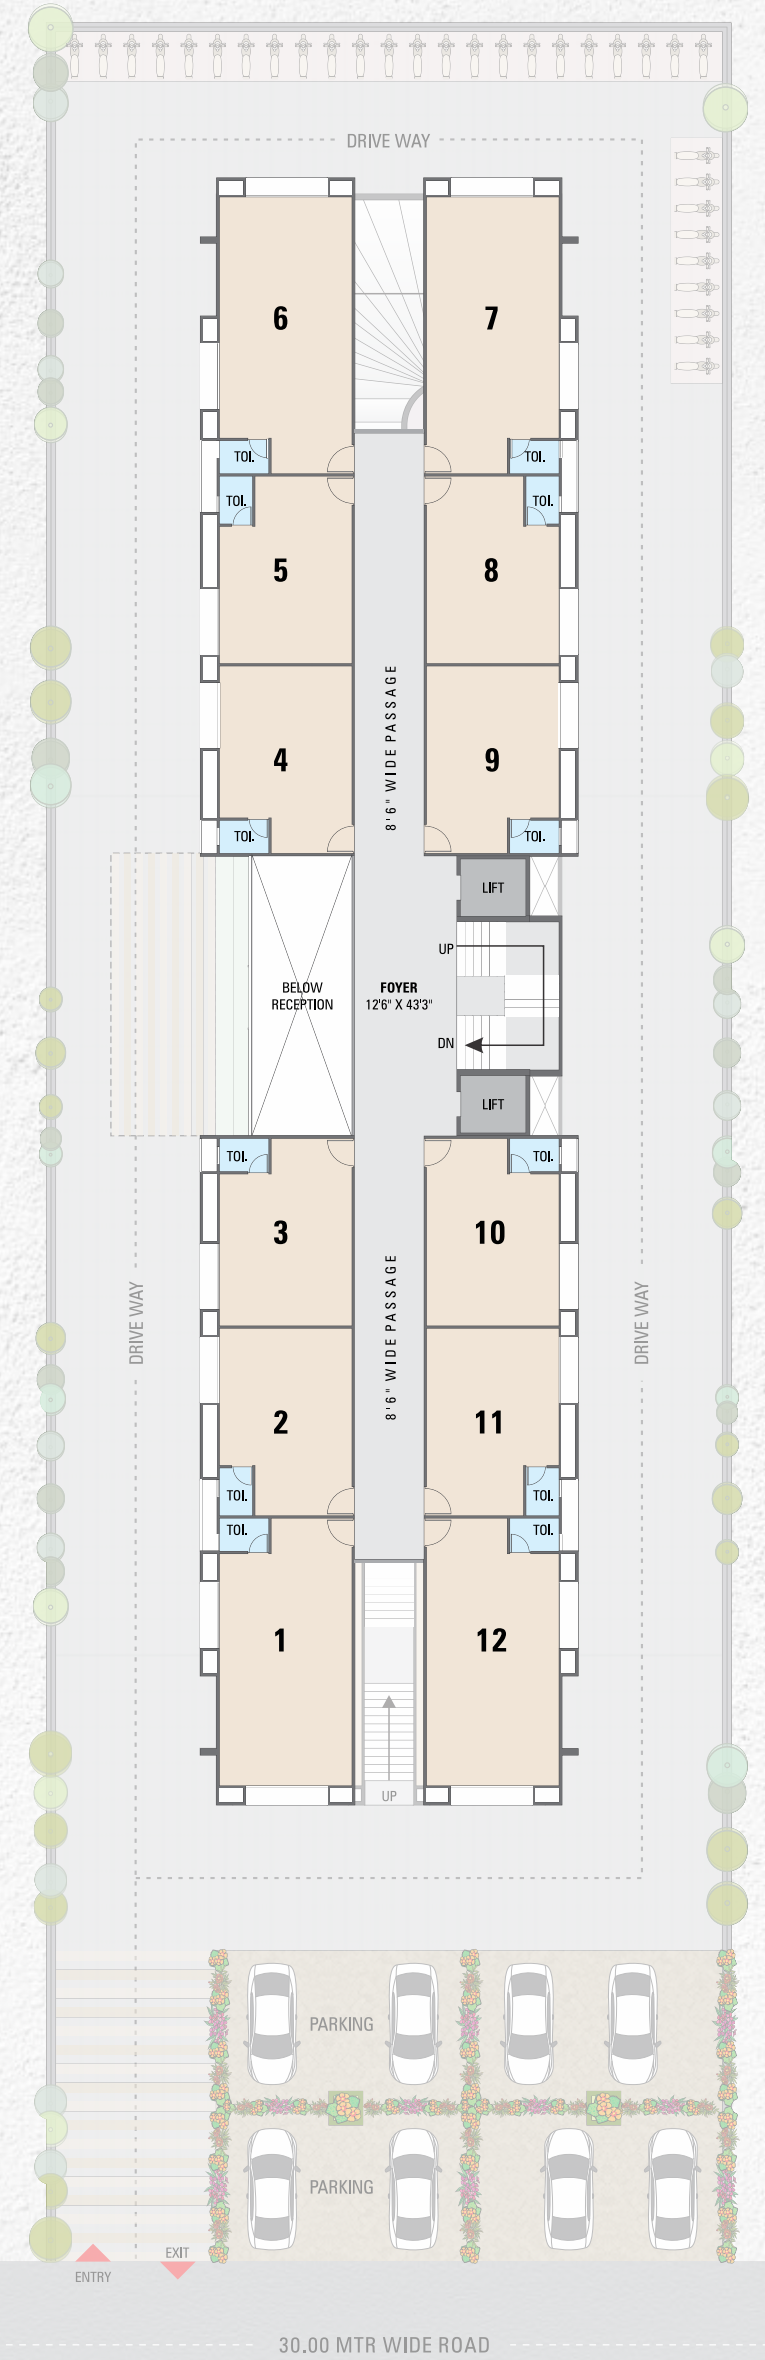 DRIVE WAY
6
7
TOI.
TOI.
TOI.
TOI.
5
8
8'6" WIDE PASSAGE
4
9
TOI.
TOI.
LIFT
UP
BELOW
RECEPTION
FOYER
12'6" X 43'3"
DN
LIFT
TOI.
TOI.
3
10
DRIVE WAY
8'6" WIDE PASSAGE
DRIVE WAY
2
11
TOI.
TOI.
TOI.
TOI.
1
12
UP
PARKING
PARKING
EXIT
ENTRY
30.00 MTR WIDE ROAD